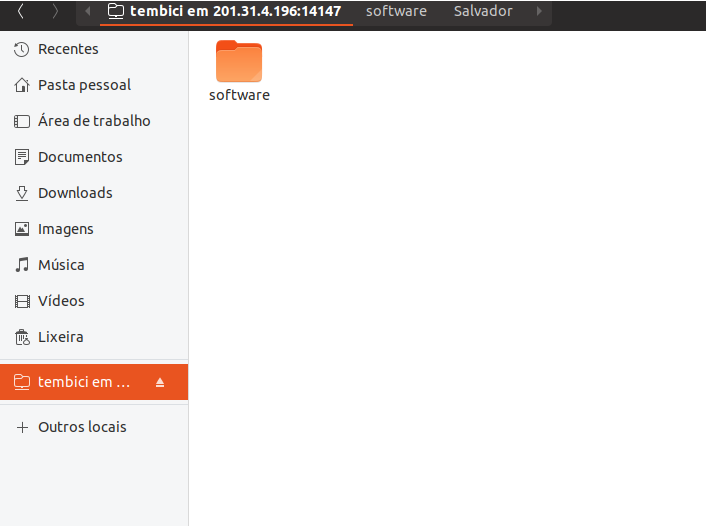 tembici em 201.31.4.196:14147 software Salvador
Recentes
Pasta pessoal
Área de trabalho
Documentos
Downloads
Imagens
Música
Vídeos
Lixeira
tembici em ...
Outros locais
software